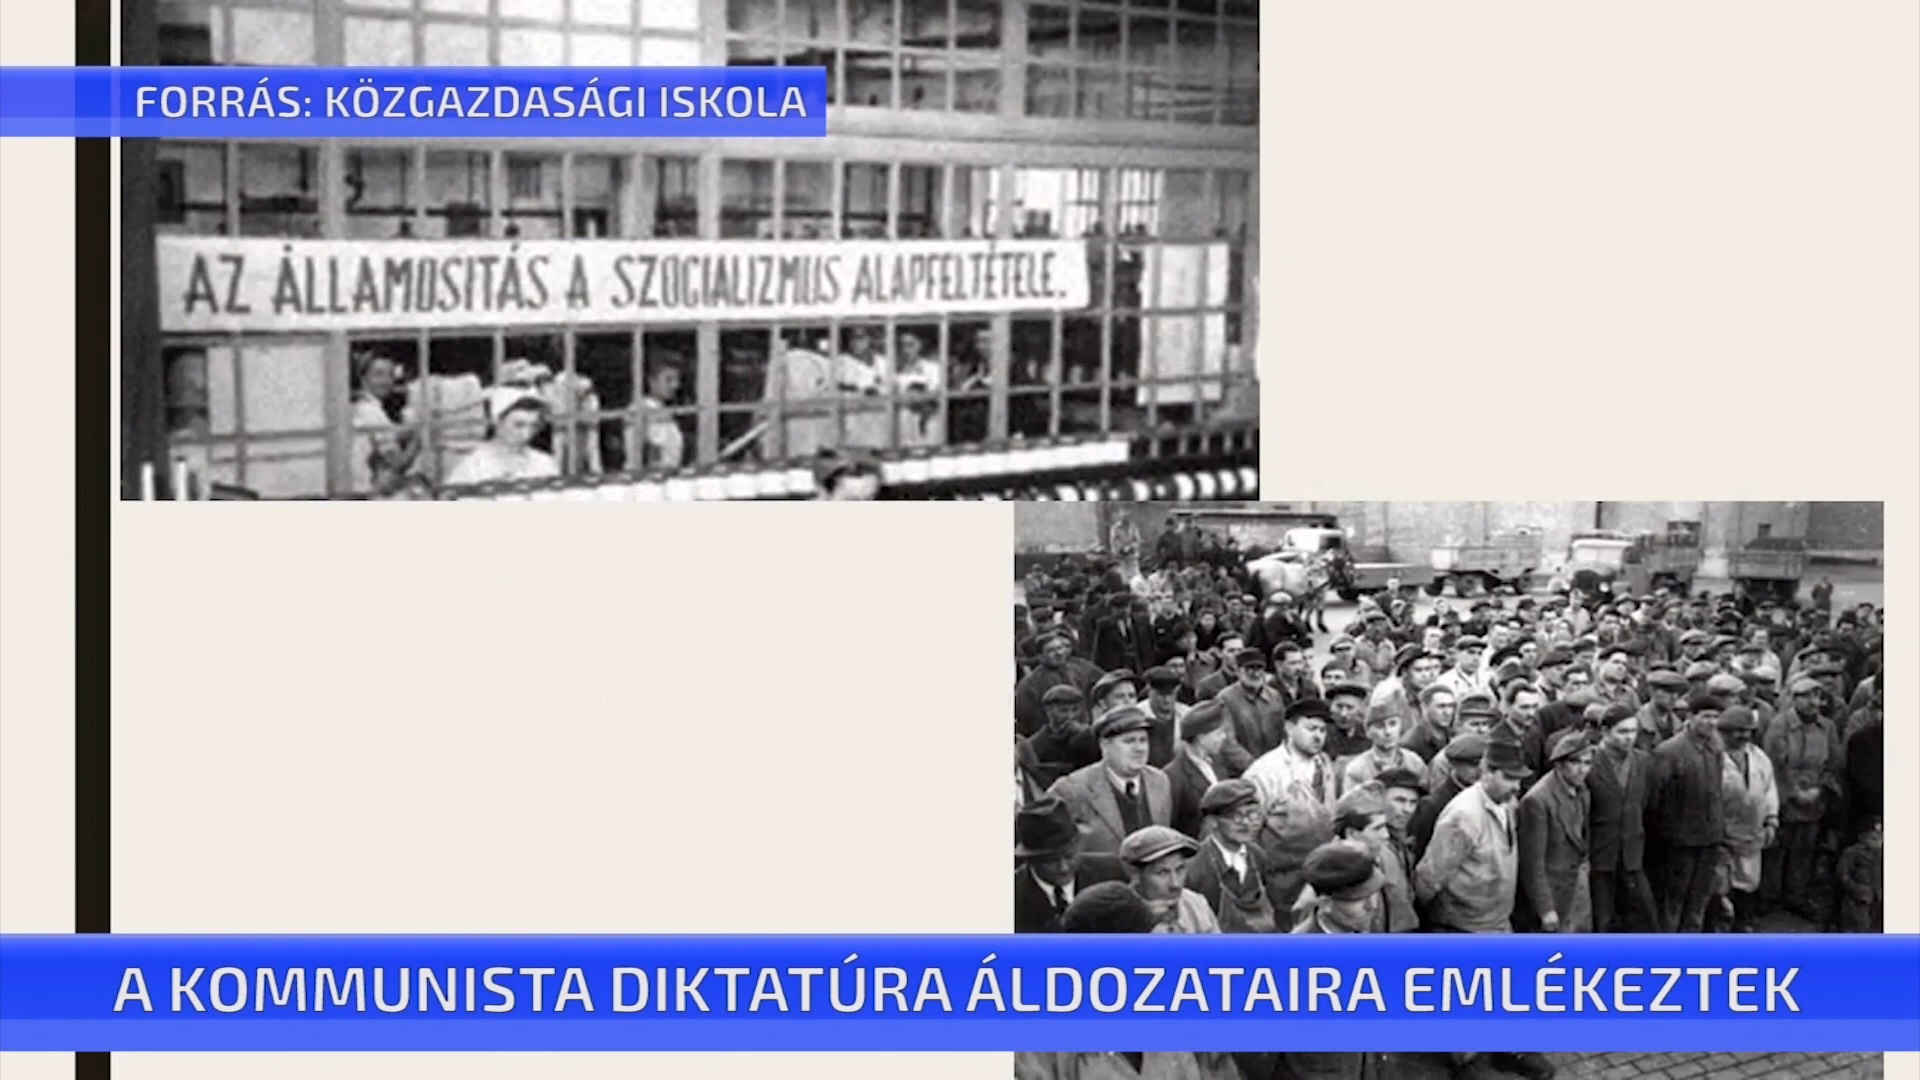 FORRÁS: KÖZGAZDASÁGI ISKOLA
AZ ÁLLAMOSITÁS A SZOCIALIZMUS ALAPFELTÉTELE.
A KOMMUNISTA DIKTATÚRA ÁLDOZATAIRA EMLÉKEZTEK